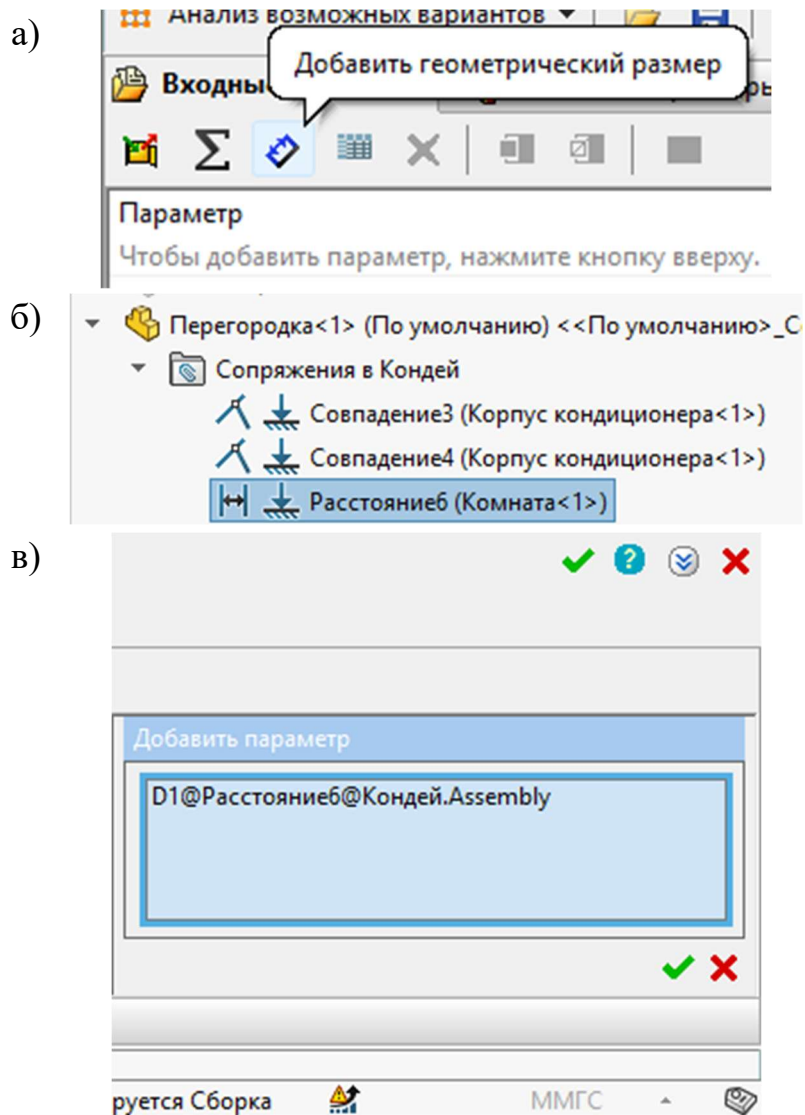 а)
Анализ возможных вариантов
Добавить геометрический размер
Входны
Параметр
Чтобы добавить параметр, нажмите кнопку вверху.
б)
Перегородка<1> (По умолчанию) <<По умолчанию>_С
Сопряжения в Кондей
Совпадение3 (Корпус кондиционера<1>)
Совпадение4 (Корпус кондиционера<1>)
Расстояние6 (Комната<1>)
в)
Добавить параметр
D1@Расстояние6@Кондей.Assembly
руется Сборка ММГС